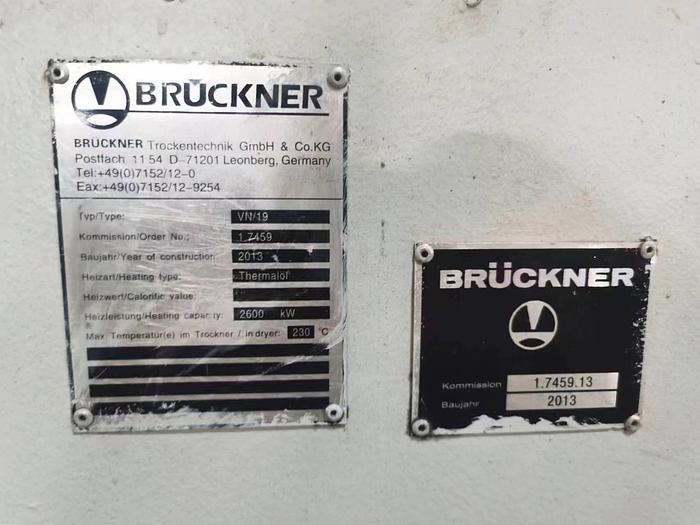 BRÜCKNER
BRÜCKNER Trockentechnik GmbH & Co.KG
Postfach 11 54 D-71201 Leonberg, Germany
Tel:+49(0)7152/12-0
Fax:+49(0)7152/12-9254
Typ/Type: VN/19
Kommission/Order No.: 1.7459
Baujahr/Year of construction: 2013
Heizart/Heating type: Thermalöl
Heizwert/Calorific value:
Heizleistung/Heating capacity: 2600 kW
Max Temperatur(e) im Trockner / in dryer: 230 °C
BRÜCKNER
Kommission 1.7459.13
Baujahr 2013